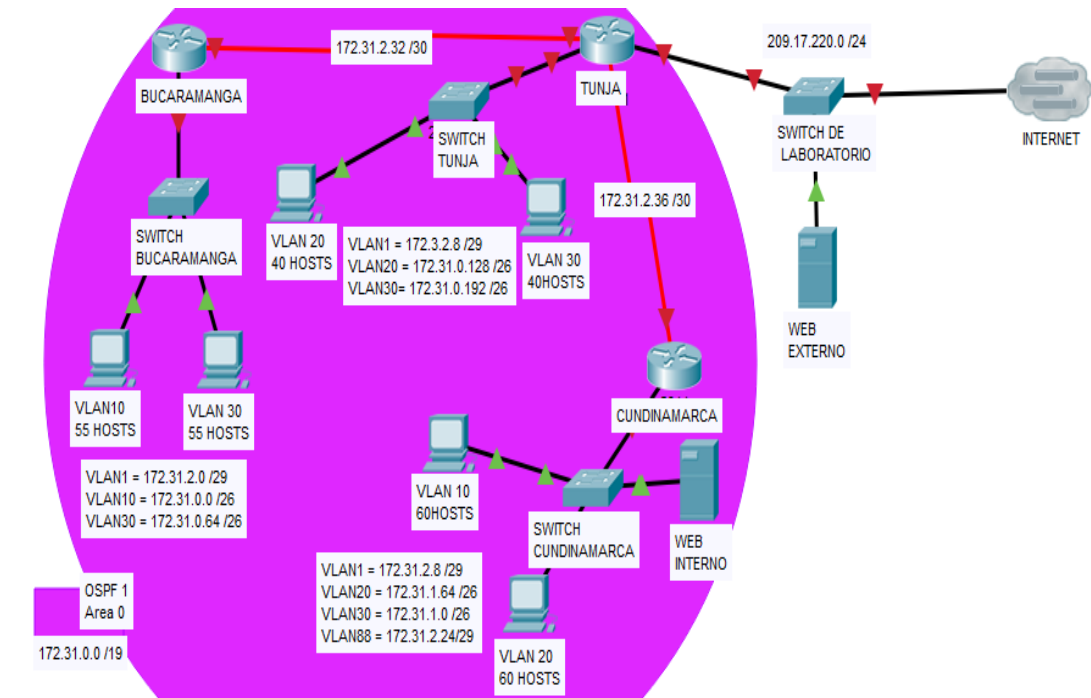 172.31.2.32 /30
209.17.220.0 /24
BUCARAMANGA
TUNJA
INTERNET
SWITCH
TUNJA
SWITCH DE
LABORATORIO
172.31.2.36 /30
SWITCH
BUCARAMANGA
VLAN 20
40 HOSTS
VLAN1 = 172.3.2.8 /29
VLAN20 = 172.31.0.128 /26
VLAN30= 172.31.0.192 /26
VLAN 30
40HOSTS
WEB
EXTERNO
VLAN10
55 HOSTS
VLAN 30
55 HOSTS
CUNDINAMARCA
VLAN1 = 172.31.2.0 /29
VLAN10 = 172.31.0.0 /26
VLAN30 = 172.31.0.64 /26
VLAN 10
60HOSTS
SWITCH
CUNDINAMARCA
WEB
INTERNO
VLAN1 = 172.31.2.8 /29
VLAN20 = 172.31.1.64 /26
VLAN30 = 172.31.1.0 /26
VLAN88 = 172.31.2.24/29
OSPF 1
Area 0
172.31.0.0 /19
VLAN 20
60 HOSTS